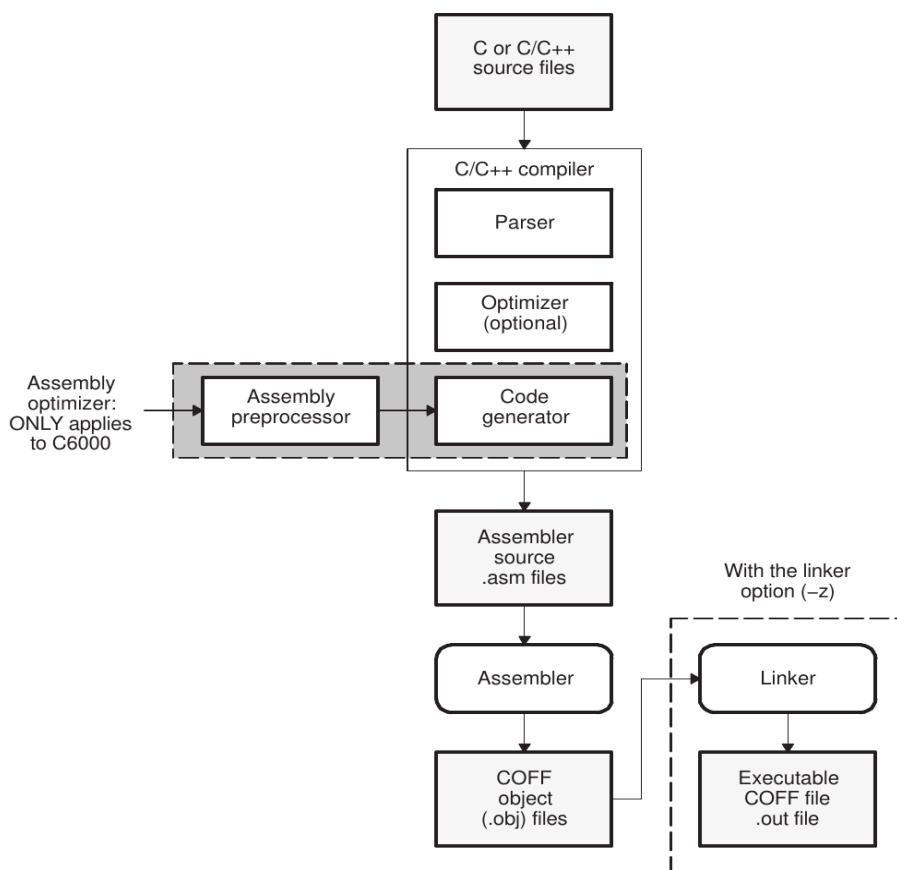 C or C/C++
source files
C/C++ compiler
Parser
Optimizer
(optional)
Assembly
optimizer:
ONLY applies
to C6000
Assembly
preprocessor
Code
generator
Assembler
source
.asm files
With the linker
option (−z)
Assembler
Linker
COFF
object
(.obj) files
Executable
COFF file
.out file